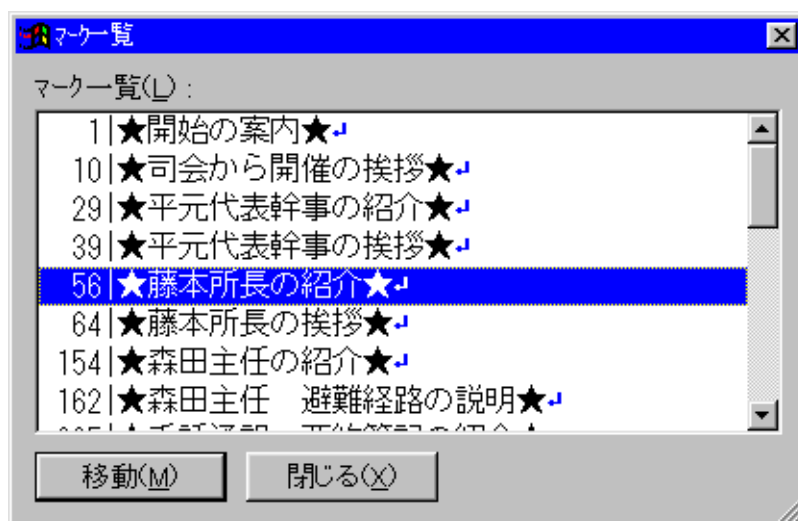 マーク一覧
マーク一覧(L) :
1|★開始の案内★↵
10|★司会から開催の挨拶★↵
29|★平元代表幹事の紹介★↵
39|★平元代表幹事の挨拶★↵
56|★藤本所長の紹介★↵
64|★藤本所長の挨拶★↵
154|★森田主任の紹介★↵
162|★森田主任　避難経路の説明★↵
移動(M)
閉じる(X)